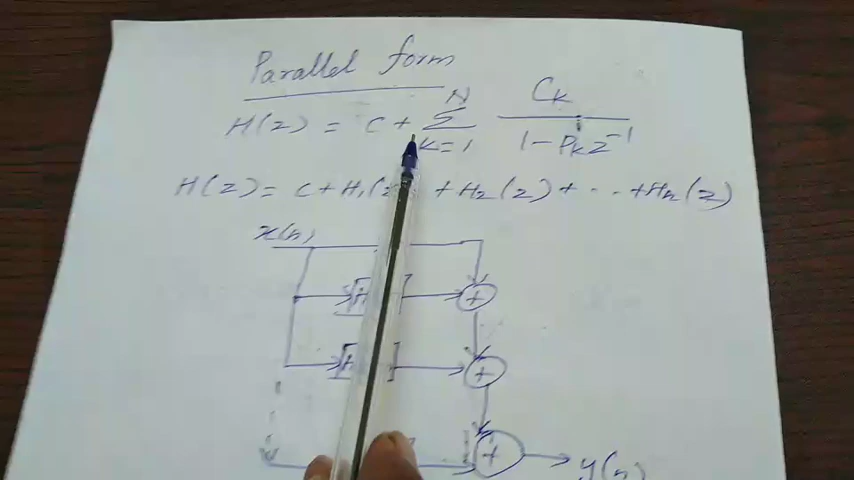 Parallel form
H(z) = C + N Σ k=1 Ck / 1 - Pk z^-1
H(z) = C + H1(z) + H2(z) + ... + Hn(z)
x(n)
+
+
+
y(n)